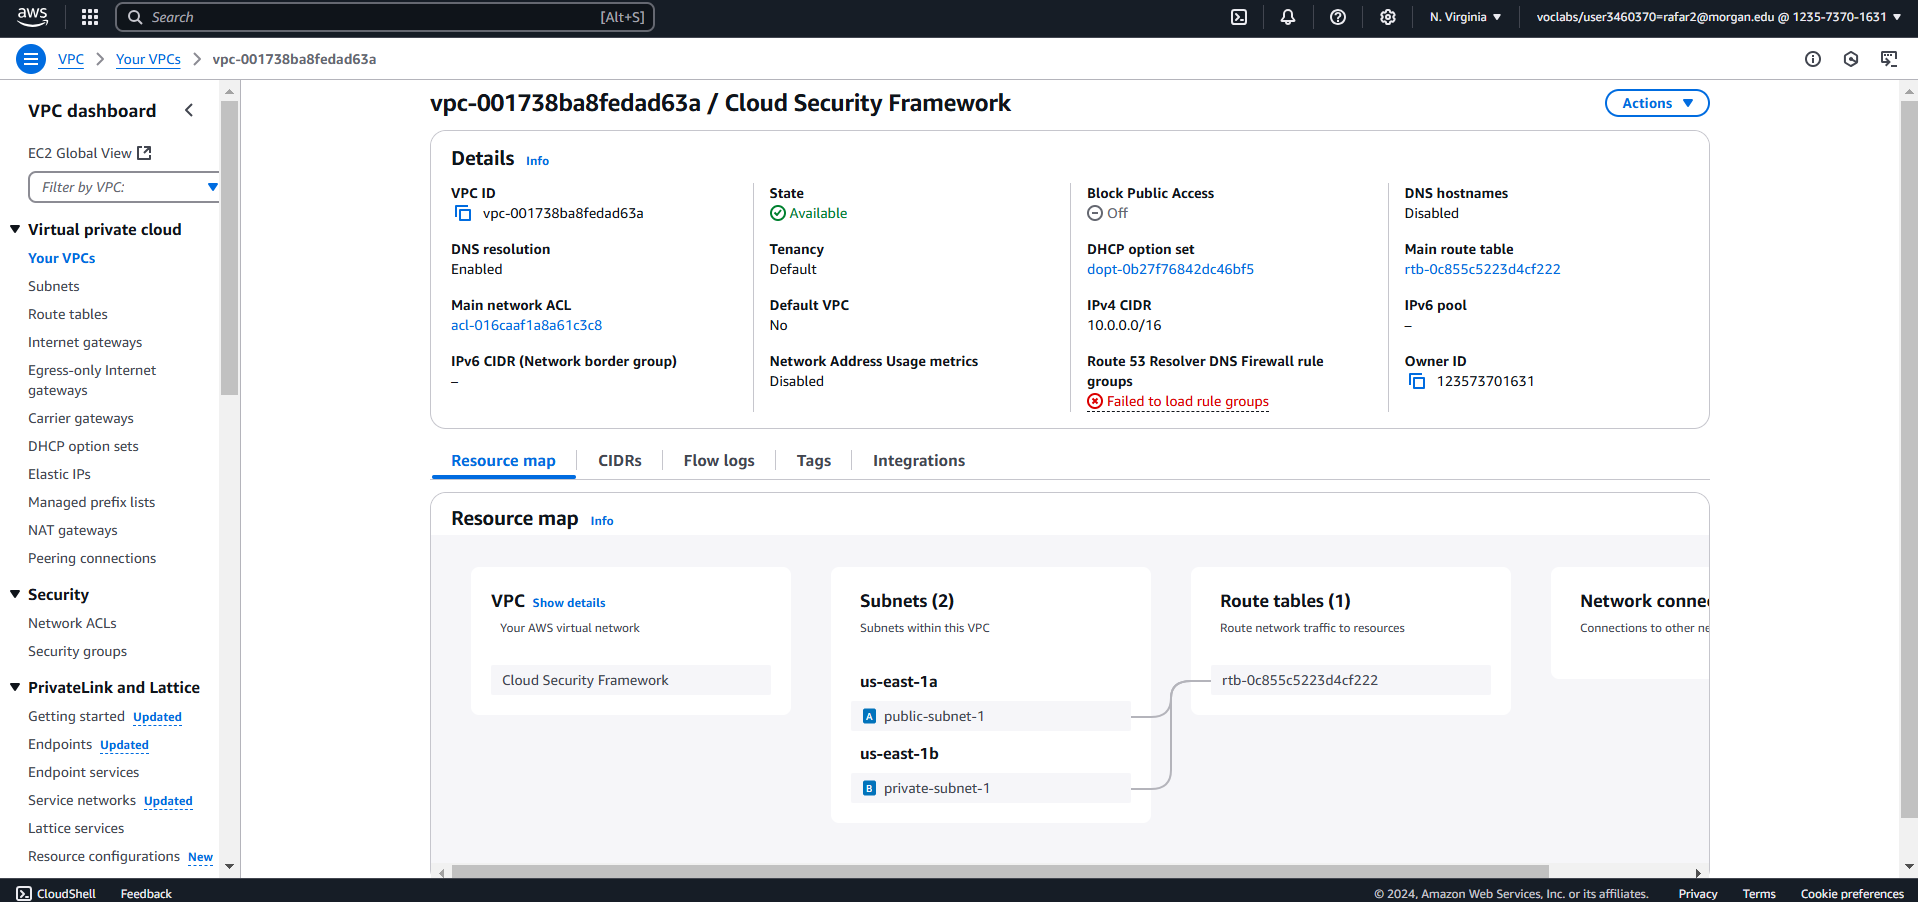 aws
Search [Alt+S]
N. Virginia
voclabs/user3460370=rafar2@morgan.edu @ 1235-7370-1631
VPC
Your VPCs
vpc-001738ba8fedad63a
VPC dashboard
EC2 Global View
Filter by VPC:
Virtual private cloud
Your VPCs
Subnets
Route tables
Internet gateways
Egress-only Internet
gateways
Carrier gateways
DHCP option sets
Elastic IPs
Managed prefix lists
NAT gateways
Peering connections
Security
Network ACLs
Security groups
PrivateLink and Lattice
Getting started Updated
Endpoints Updated
Endpoint services
Service networks Updated
Lattice services
Resource configurations New
vpc-001738ba8fedad63a / Cloud Security Framework
Actions
Details Info
VPC ID
vpc-001738ba8fedad63a
State
Available
Block Public Access
Off
DNS hostnames
Disabled
DNS resolution
Enabled
Tenancy
Default
DHCP option set
dopt-0b27f76842dc46bf5
Main route table
rtb-0c855c5223d4cf222
Main network ACL
acl-016caaf1a8a61c3c8
Default VPC
No
IPv4 CIDR
10.0.0.0/16
IPv6 pool
–
IPv6 CIDR (Network border group)
–
Network Address Usage metrics
Disabled
Route 53 Resolver DNS Firewall rule
groups
Failed to load rule groups
Owner ID
123573701631
Resource map
CIDRs
Flow logs
Tags
Integrations
Resource map Info
VPC Show details
Your AWS virtual network
Cloud Security Framework
Subnets (2)
Subnets within this VPC
us-east-1a
A public-subnet-1
us-east-1b
B private-subnet-1
Route tables (1)
Route network traffic to resources
rtb-0c855c5223d4cf222
Network conne
Connections to other ne
CloudShell
Feedback
© 2024, Amazon Web Services, Inc. or its affiliates.
Privacy
Terms
Cookie preferences